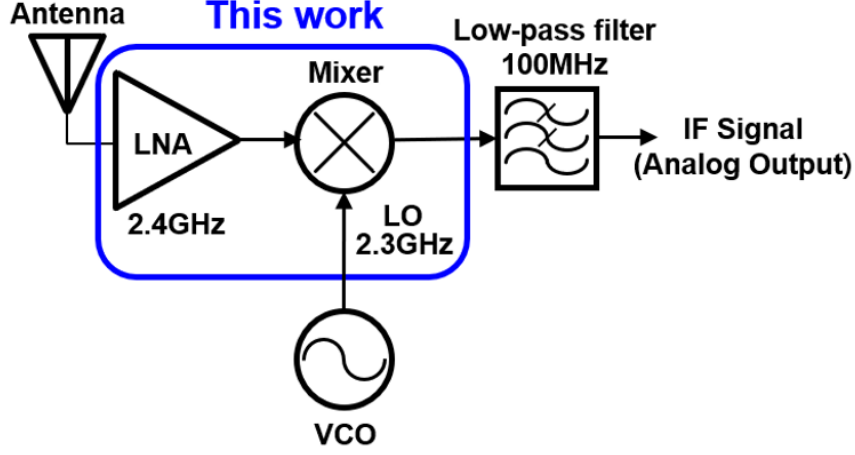 Antenna
This work
Low-pass filter
100MHz
Mixer
LNA
IF Signal
(Analog Output)
2.4GHz
LO
2.3GHz
VCO